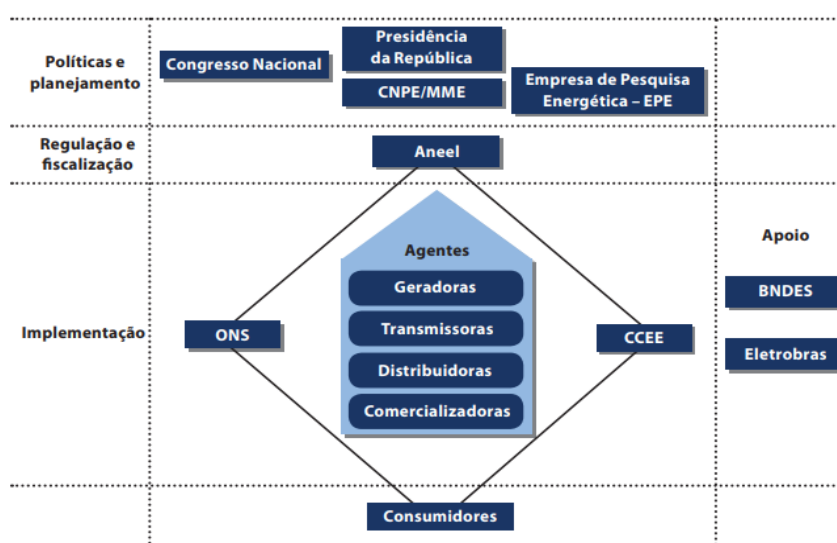 Políticas e
planejamento
Congresso Nacional
Presidência
da República
CNPE/MME
Empresa de Pesquisa
Energética – EPE
Regulação e
fiscalização
Aneel
Implementação
ONS
Agentes
Geradoras
Transmissoras
Distribuidoras
Comercializadoras
CCEE
Apoio
BNDES
Eletrobras
Consumidores